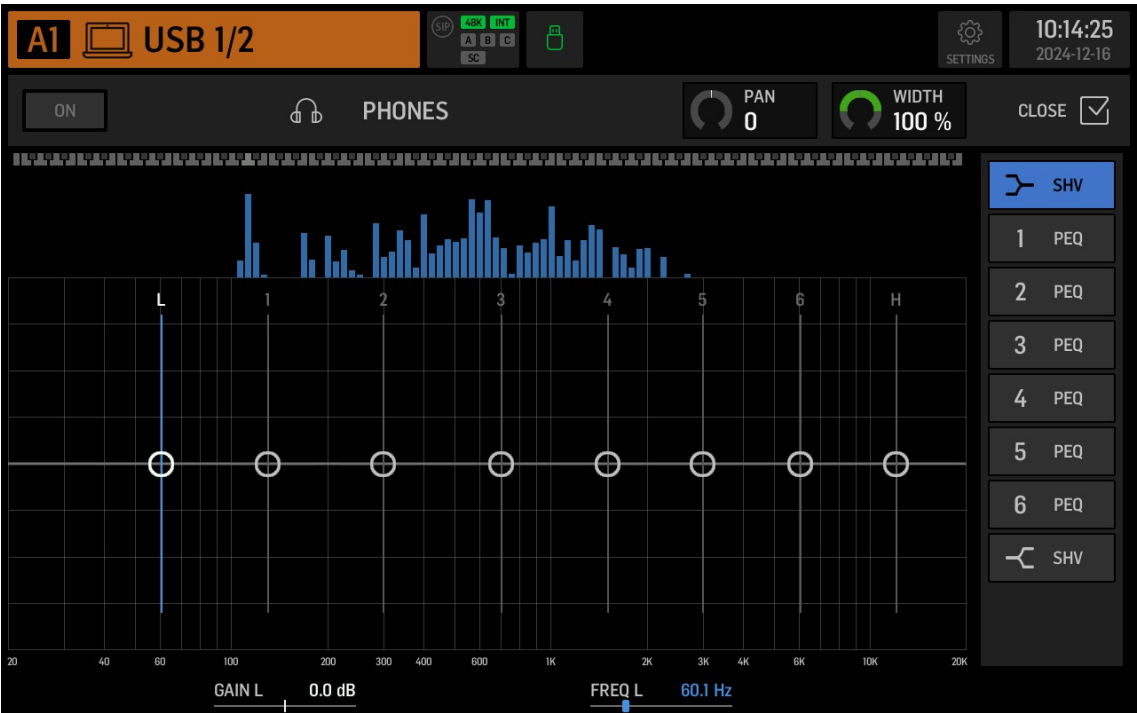 A1 USB 1/2
SIP 48K INT
A B C
SC
SETTINGS
10:14:25
2024-12-16
ON
PHONES
PAN
0
WIDTH
100 %
CLOSE
SHV
1 PEQ
2 PEQ
3 PEQ
4 PEQ
5 PEQ
6 PEQ
SHV
L 1 2 3 4 5 6 H
20 40 60 100 200 300 400 600 1K 2K 3K 4K 6K 10K 20K
GAIN L 0.0 dB
FREQ L 60.1 Hz